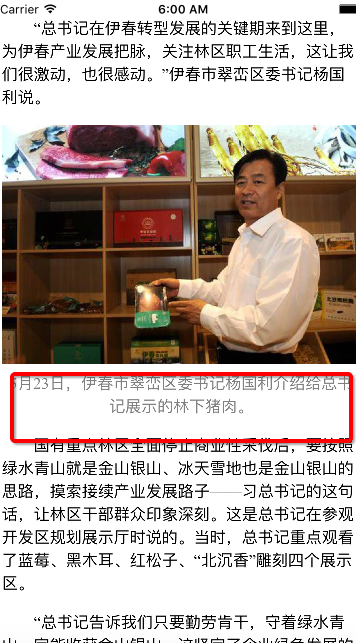 Carrier 6:00 AM
“总书记在伊春转型发展的关键期来到这里，
为伊春产业发展把脉，关注林区职工生活，这让我
们很激动，也很感动。”伊春市翠峦区委书记杨国
利说。
5月23日，伊春市翠峦区委书记杨国利介绍给总书
记展示的林下猪肉。
国有重点林区全面停止商业性采伐后，要按照
绿水青山就是金山银山、冰天雪地也是金山银山的
思路，摸索接续产业发展路子——习总书记的这句
话，让林区干部群众印象深刻。这是总书记在参观
开发区规划展示厅时说的。当时，总书记重点观看
了蓝莓、黑木耳、红松子、“北沉香”雕刻四个展示
区。
“总书记告诉我们只要勤劳肯干，守着绿水青